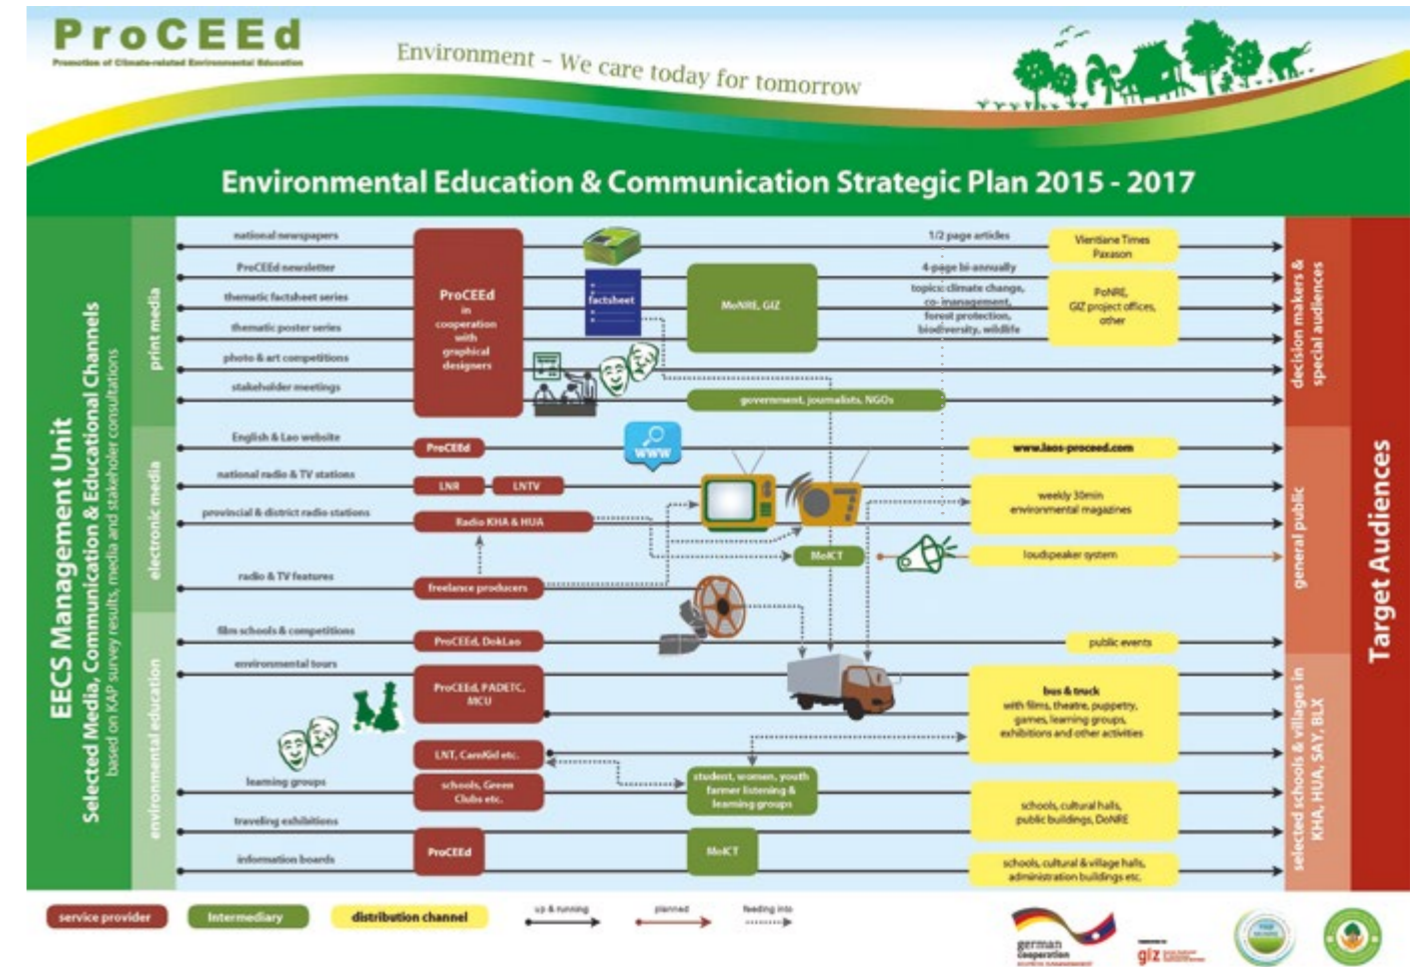 ProCEEd
Promotion of Climate-related Environmental Education
Environment – We care today for tomorrow
Environmental Education & Communication Strategic Plan 2015 - 2017
EECS Management Unit
Selected Media, Communication & Educational Channels
based on KAP survey results, media and stakeholer consultations
print media
electronic media
environmental education
national newspapers
ProCEEd newsletter
thematic factsheet series
thematic poster series
photo & art competitions
stakeholder meetings
English & Lao website
national radio & TV stations
provincial & district radio stations
radio & TV features
film schools & competitions
environmental tours
learning groups
traveling exhibitions
information boards
ProCEEd
in
cooperation
with
graphical
designers
ProCEEd
LNR
LNTV
Radio KHA & HUA
freelance producers
ProCEEd, DokLao
ProCEEd, PADETC,
MCU
LNT, CamKid etc.
schools, Green
Clubs etc.
ProCEEd
factsheet
www
MoNRE, GIZ
government, journalists, NGOs
MoICT
student, women, youth
farmer listening &
learning groups
MoICT
1/2 page articles
4-page bi-annually
topics: climate change,
co- management,
forest protection,
biodiversity, wildlife
Vientiane Times
Paxason
PoNRE,
GIZ project offices,
other
www.laos-proceed.com
weekly 30min
environmental magazines
loudspeaker system
public events
bus & truck
with films, theatre, puppetry,
games, learning groups,
exhibitions and other activities
schools, cultural halls,
public buildings, DoNRE
schools, cultural & village halls,
administration buildings etc.
decision makers &
special audiences
general public
selected schools & villages in
KHA, HUA, SAY, BLX
Target Audiences
service provider
Intermediary
distribution channel
up & running
planned
feeding into
german
cooperation
giz